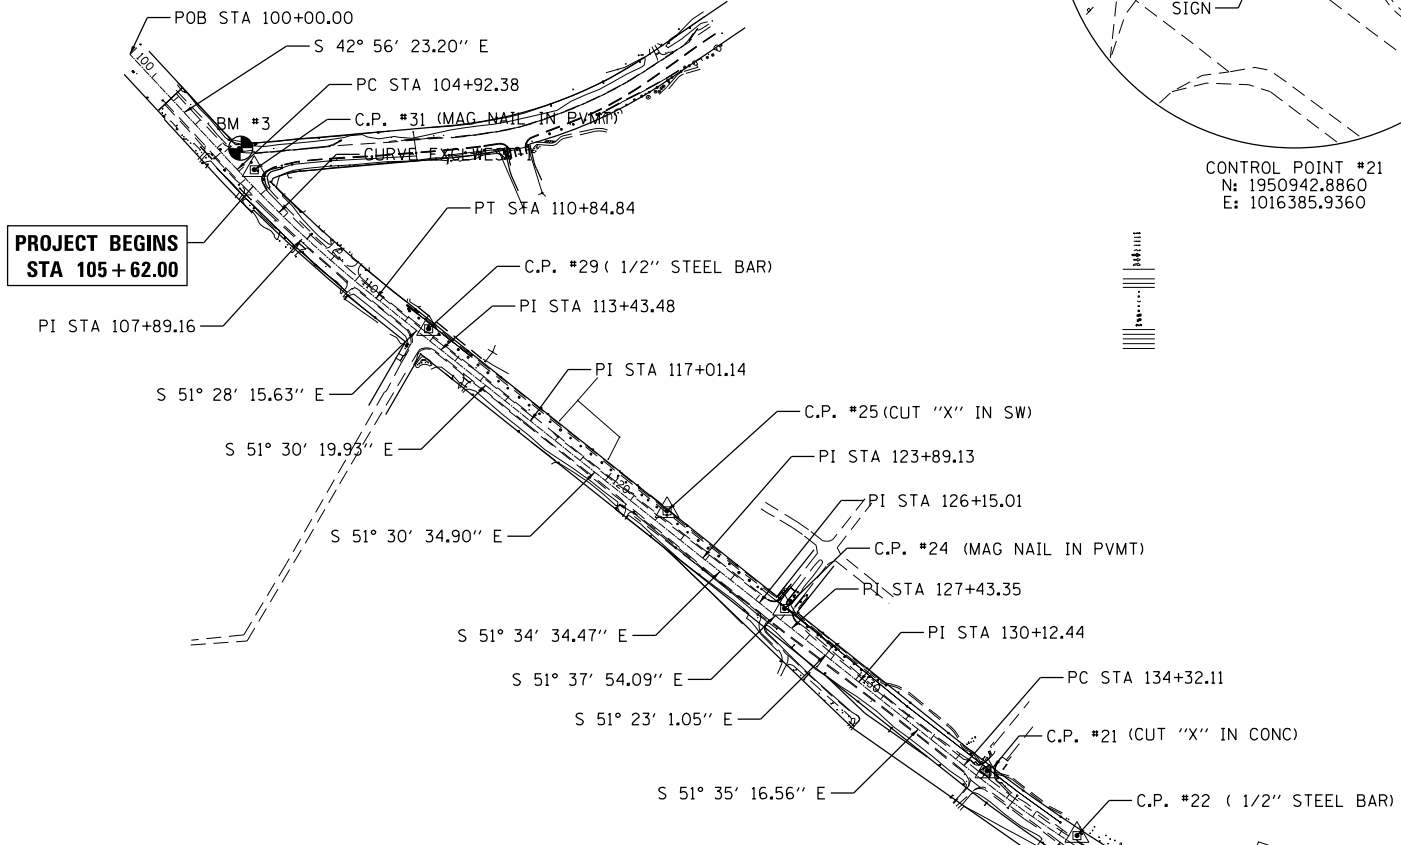 POB STA 100+00.00
S 42° 56' 23.20'' E
PC STA 104+92.38
BM #3
C.P. #31 (MAG NAIL IN PVMT)
PT STA 110+84.84
PROJECT BEGINS
STA 105+62.00
C.P. #29 ( 1/2'' STEEL BAR)
PI STA 113+43.48
PI STA 107+89.16
PI STA 117+01.14
S 51° 28' 15.63'' E
C.P. #25 (CUT ''X'' IN SW)
S 51° 30' 19.93'' E
PI STA 123+89.13
PI STA 126+15.01
S 51° 30' 34.90'' E
C.P. #24 (MAG NAIL IN PVMT)
PI STA 127+43.35
S 51° 34' 34.47'' E
PI STA 130+12.44
S 51° 37' 54.09'' E
PC STA 134+32.11
S 51° 23' 1.05'' E
C.P. #21 (CUT ''X'' IN CONC)
S 51° 35' 16.56'' E
C.P. #22 ( 1/2'' STEEL BAR)
100
110
120
130
SIGN
CONTROL POINT #21
N: 1950942.8860
E: 1016385.9360